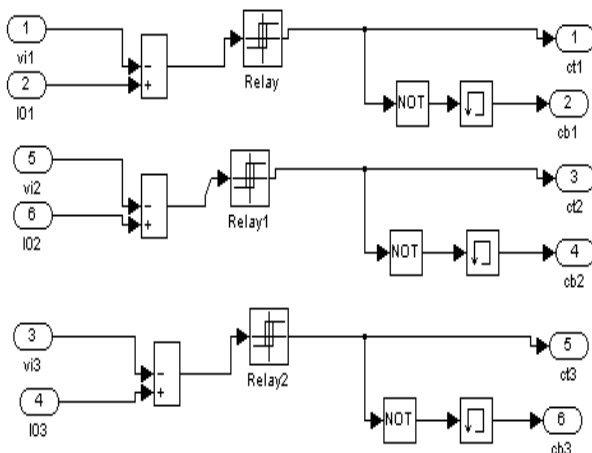 1
vi1
2
I01
−
+
Relay
1
ct1
NOT
2
cb1
5
vi2
6
I02
−
+
Relay1
3
ct2
NOT
4
cb2
3
vi3
4
I03
−
+
Relay2
5
ct3
NOT
6
cb3